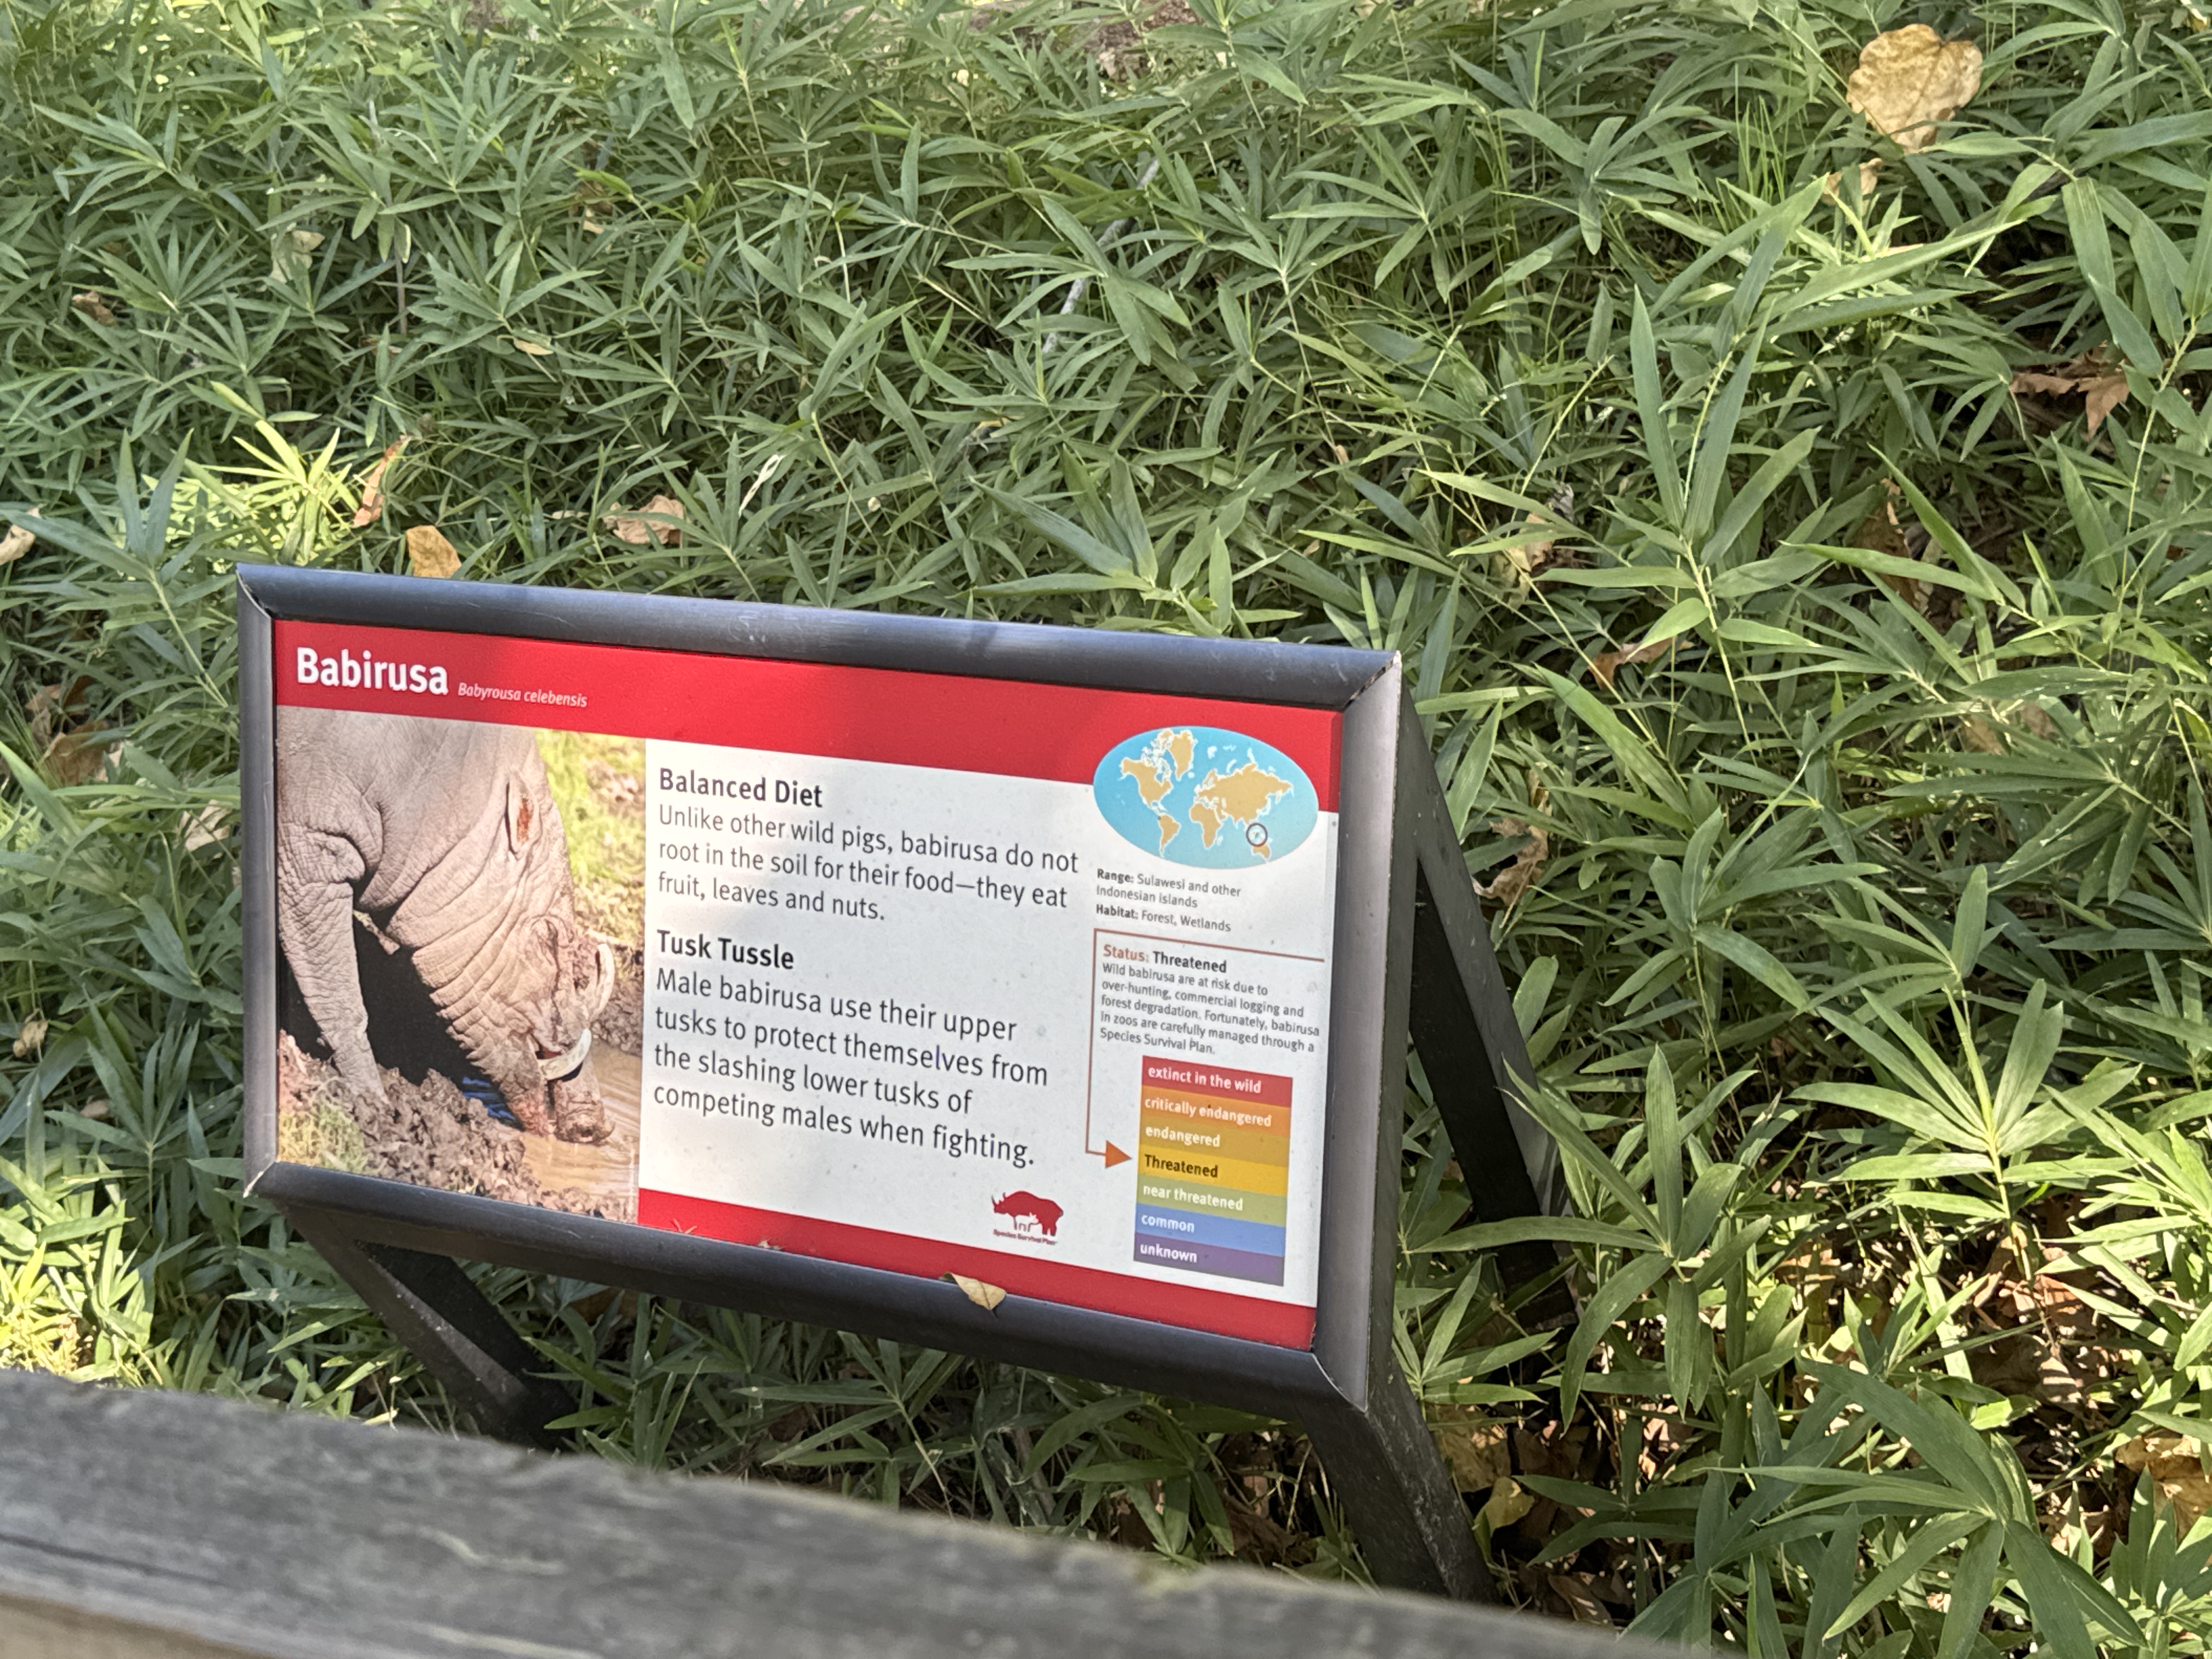 Babirusa Babyrousa celebensis
Balanced Diet
Unlike other wild pigs, babirusa do not
root in the soil for their food—they eat
fruit, leaves and nuts.
Tusk Tussle
Male babirusa use their upper
tusks to protect themselves from
the slashing lower tusks of
competing males when fighting.
Species Survival Plan
Range: Sulawesi and other
Indonesian islands
Habitat: Forest, Wetlands
Status: Threatened
Wild babirusa are at risk due to
over-hunting, commercial logging and
forest degradation. Fortunately, babirusa
in zoos are carefully managed through a
Species Survival Plan.
extinct in the wild
critically endangered
endangered
Threatened
near threatened
common
unknown